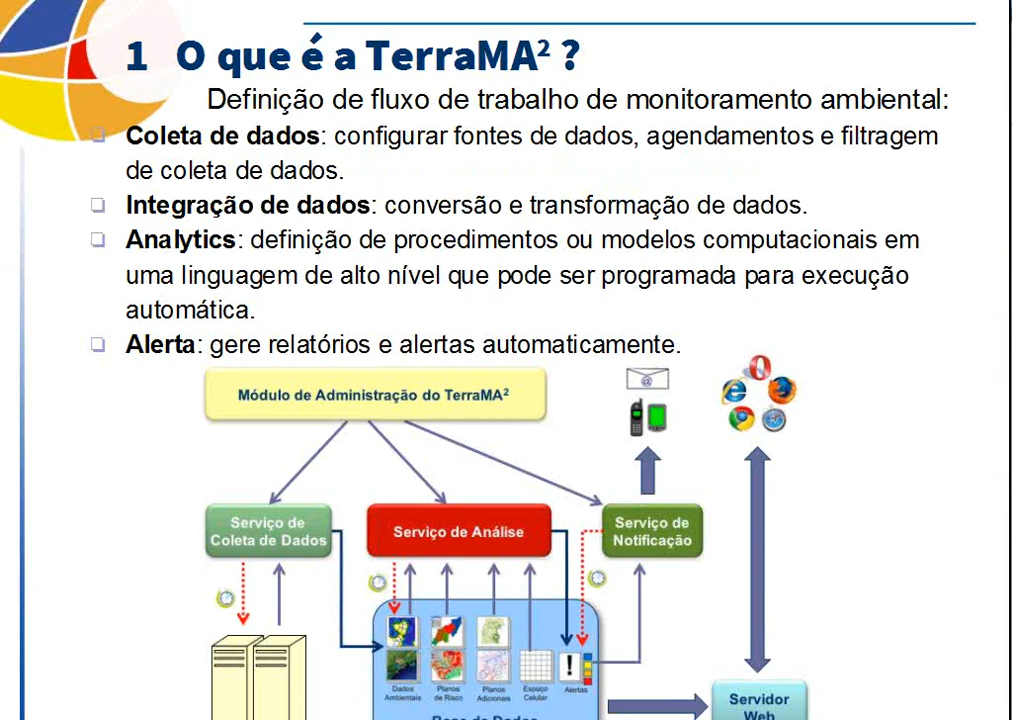 1 O que é a TerraMA² ?
Definição de fluxo de trabalho de monitoramento ambiental:
Coleta de dados: configurar fontes de dados, agendamentos e filtragem
de coleta de dados.
Integração de dados: conversão e transformação de dados.
Analytics: definição de procedimentos ou modelos computacionais em
uma linguagem de alto nível que pode ser programada para execução
automática.
Alerta: gere relatórios e alertas automaticamente.
Módulo de Administração do TerraMA²
@
Serviço de
Coleta de Dados
Serviço de Análise
Serviço de
Notificação
Dados
Ambientais
Planos
de Risco
Planos
Adicionais
Espaço
Celular
!
Alertas
Base de Dados
Servidor
Web